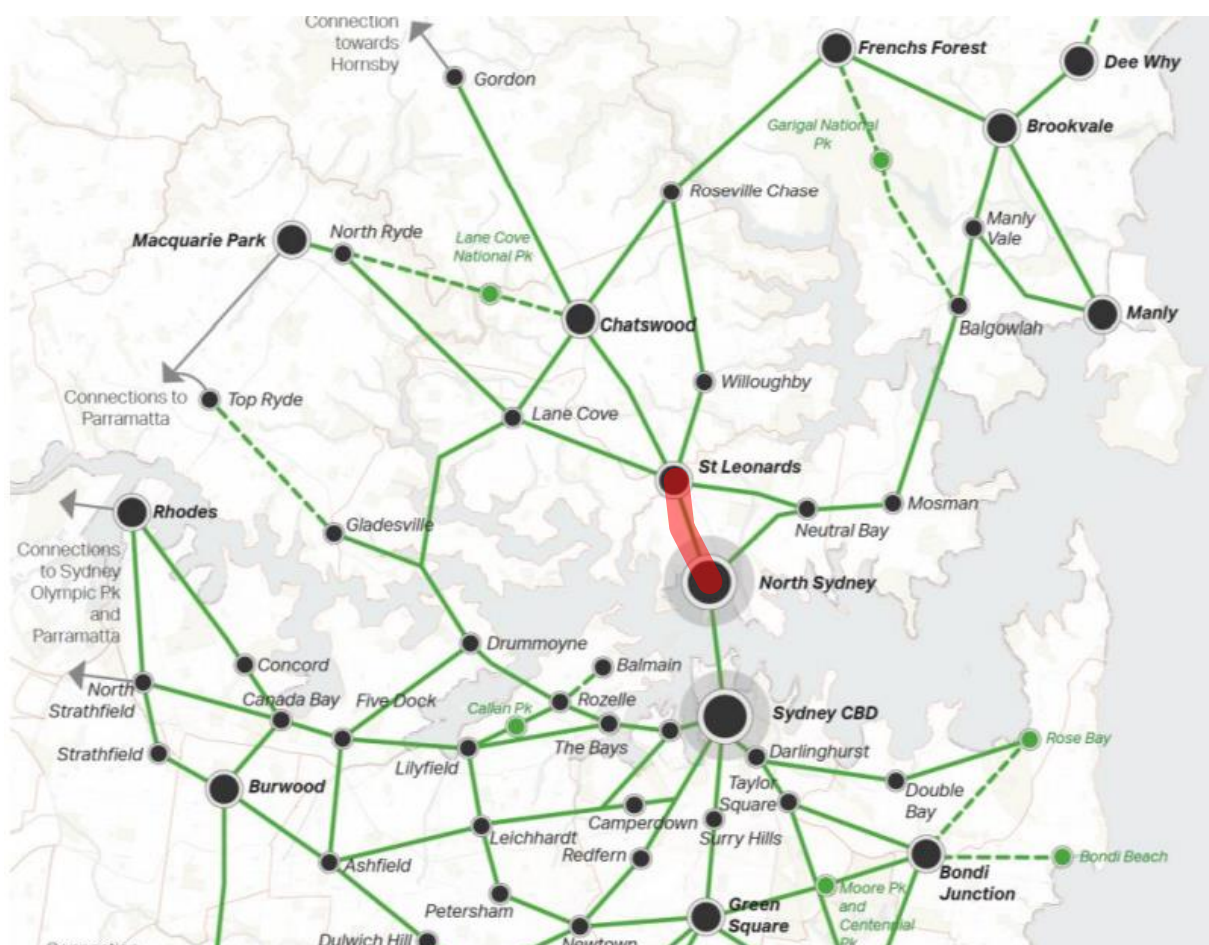 Connection
towards
Hornsby
Gordon
Frenchs Forest
Dee Why
Garigal National
Pk
Brookvale
Roseville Chase
Manly
Vale
Macquarie Park
North Ryde
Lane Cove
National Pk
Chatswood
Balgowlah
Manly
Connections to
Parramatta
Top Ryde
Lane Cove
Willoughby
St Leonards
Rhodes
Gladesville
Neutral Bay
Mosman
Connections
to Sydney
Olympic Pk
and
Parramatta
North Sydney
Drummoyne
Concord
Balmain
North
Strathfield
Canada Bay
Five Dock
Callan Pk
Rozelle
Sydney CBD
Strathfield
Lilyfield
The Bays
Darlinghurst
Rose Bay
Burwood
Taylor
Square
Double
Bay
Leichhardt
Camperdown
Surry Hills
Ashfield
Redfern
Bondi
Junction
Bondi Beach
Petersham
Green
Square
Moore Pk
and
Centennial
Pk
Dulwich Hill
Newtown
Connection